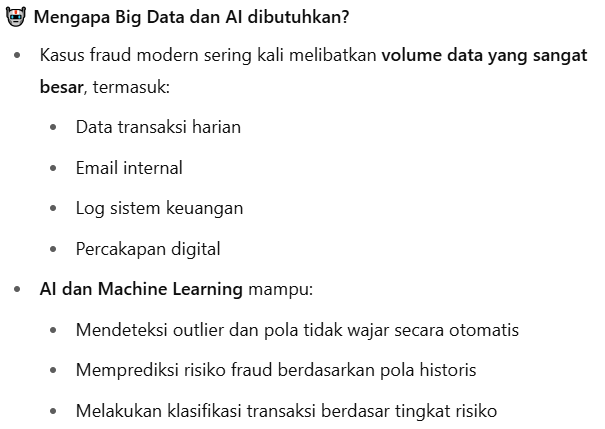 Mengapa Big Data dan AI dibutuhkan?
• Kasus fraud modern sering kali melibatkan volume data yang sangat
besar, termasuk:
• Data transaksi harian
• Email internal
• Log sistem keuangan
• Percakapan digital
• AI dan Machine Learning mampu:
• Mendeteksi outlier dan pola tidak wajar secara otomatis
• Memprediksi risiko fraud berdasarkan pola historis
• Melakukan klasifikasi transaksi berdasar tingkat risiko